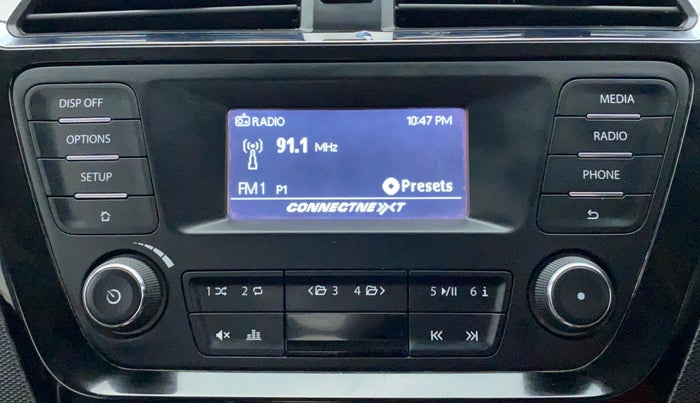 DISP OFF
OPTIONS
SETUP
RADIO 10:47 PM
91.1 MHz
FM1 P1 Presets
CONNECTNEXT
MEDIA
RADIO
PHONE
1 2
< 3 4 >
5 6 i